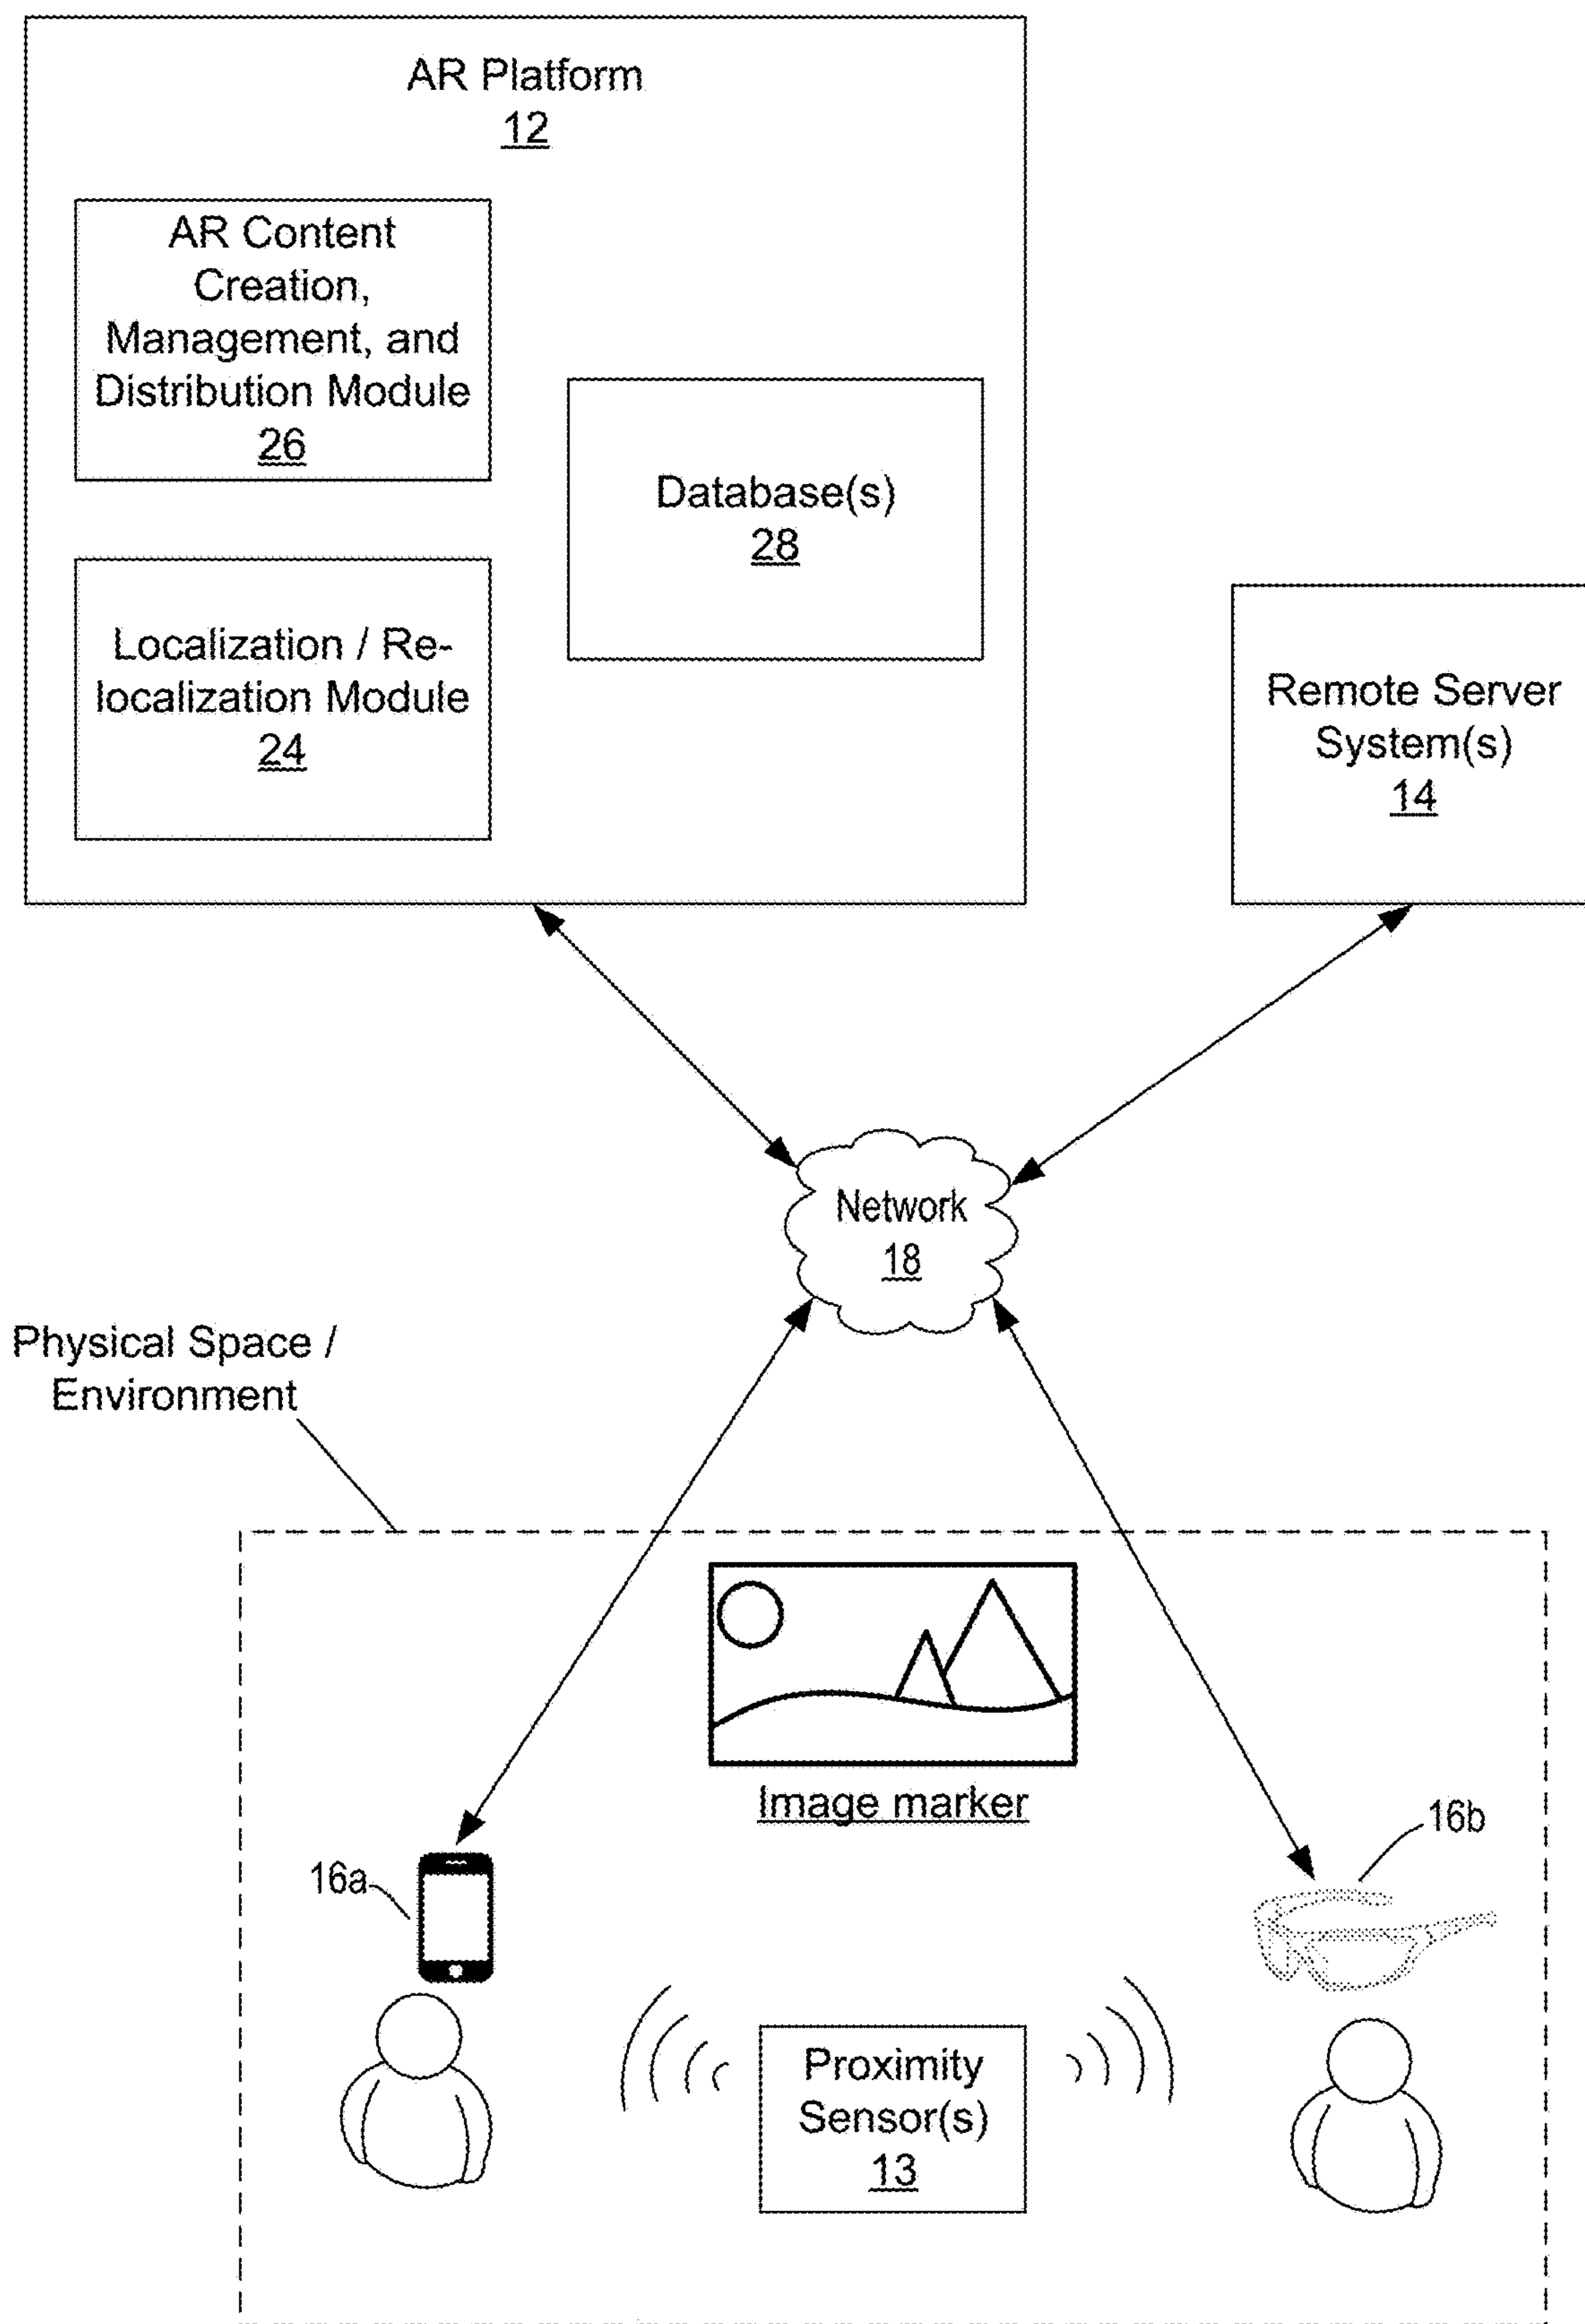 AR Platform
12
AR Content
Creation,
Management, and
Distribution Module
26
Database(s)
28
Localization / Re-
localization Module
24
Remote Server
System(s)
14
Network
18
Physical Space /
Environment
Image marker
16a
16b
Proximity
Sensor(s)
13